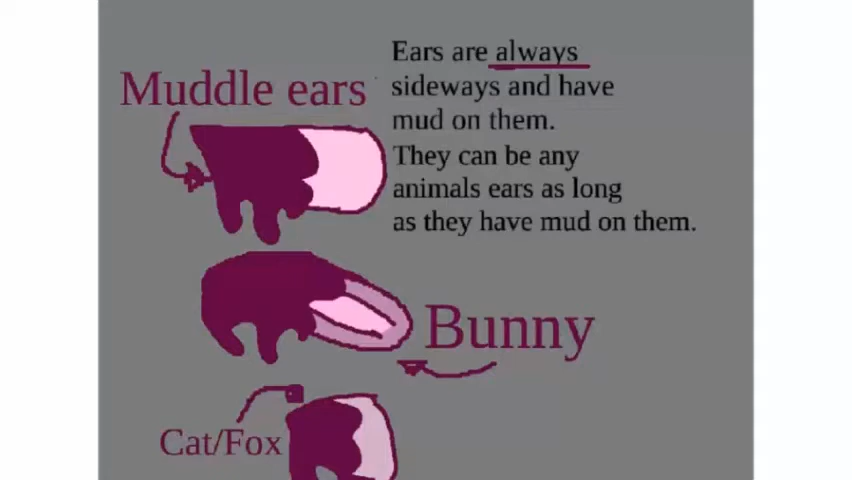 Muddle ears
Ears are always
sideways and have
mud on them.
They can be any
animals ears as long
as they have mud on them.
Bunny
Cat/Fox